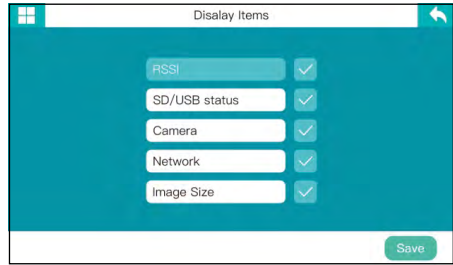 Disalay Items
RSSI
SD/USB status
Camera
Network
Image Size
Save